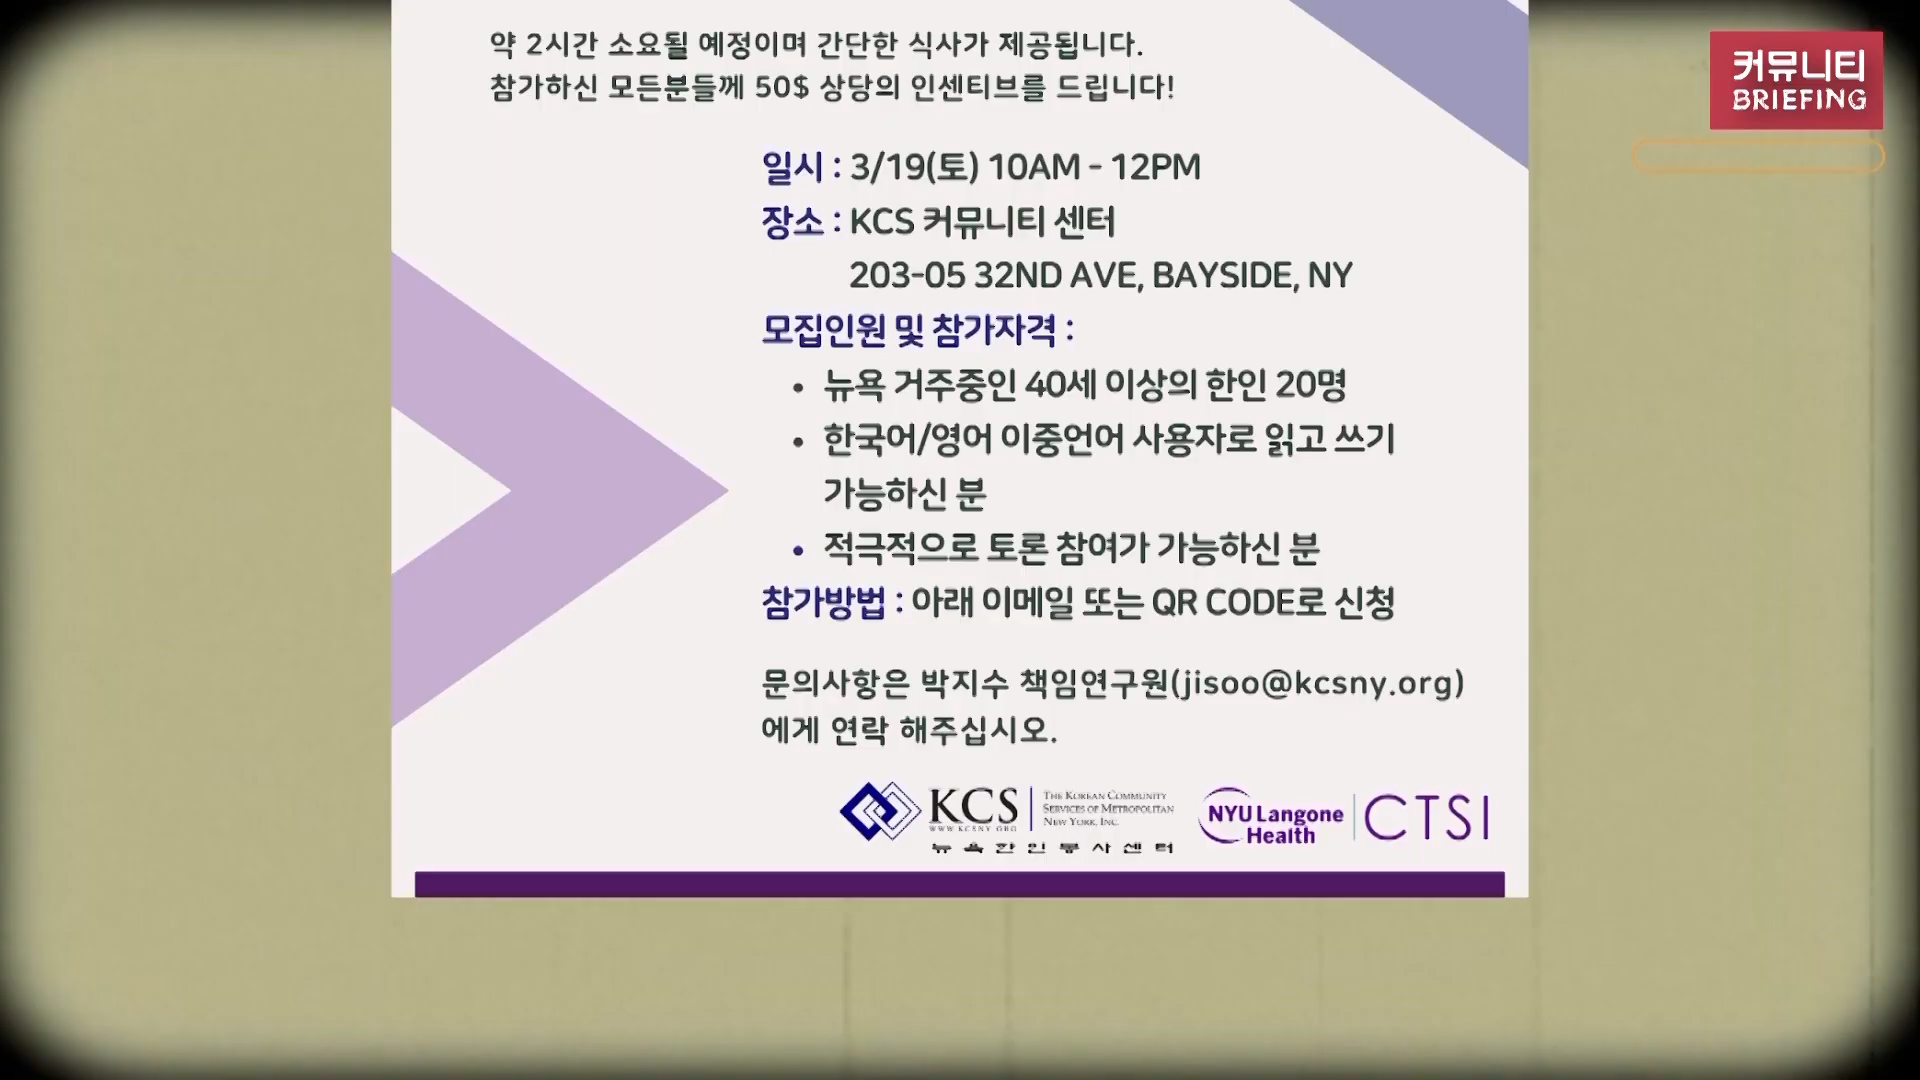 약 2시간 소요될 예정이며 간단한 식사가 제공됩니다.
참가하신 모든분들께 50$ 상당의 인센티브를 드립니다!
커뮤니티
BRIEFING
일시 : 3/19(토) 10AM - 12PM
장소 : KCS 커뮤니티 센터
203-05 32ND AVE, BAYSIDE, NY
모집인원 및 참가자격 :
• 뉴욕 거주중인 40세 이상의 한인 20명
• 한국어/영어 이중언어 사용자로 읽고 쓰기
가능하신 분
• 적극적으로 토론 참여가 가능하신 분
참가방법 : 아래 이메일 또는 QR CODE로 신청
문의사항은 박지수 책임연구원(jisoo@kcsny.org)
에게 연락 해주십시오.
KCS
WWW.KCSNY.ORG
THE KOREAN COMMUNITY
SERVICES OF METROPOLITAN
NEW YORK, INC.
뉴욕한인봉사센터
NYU Langone
Health
CTSI